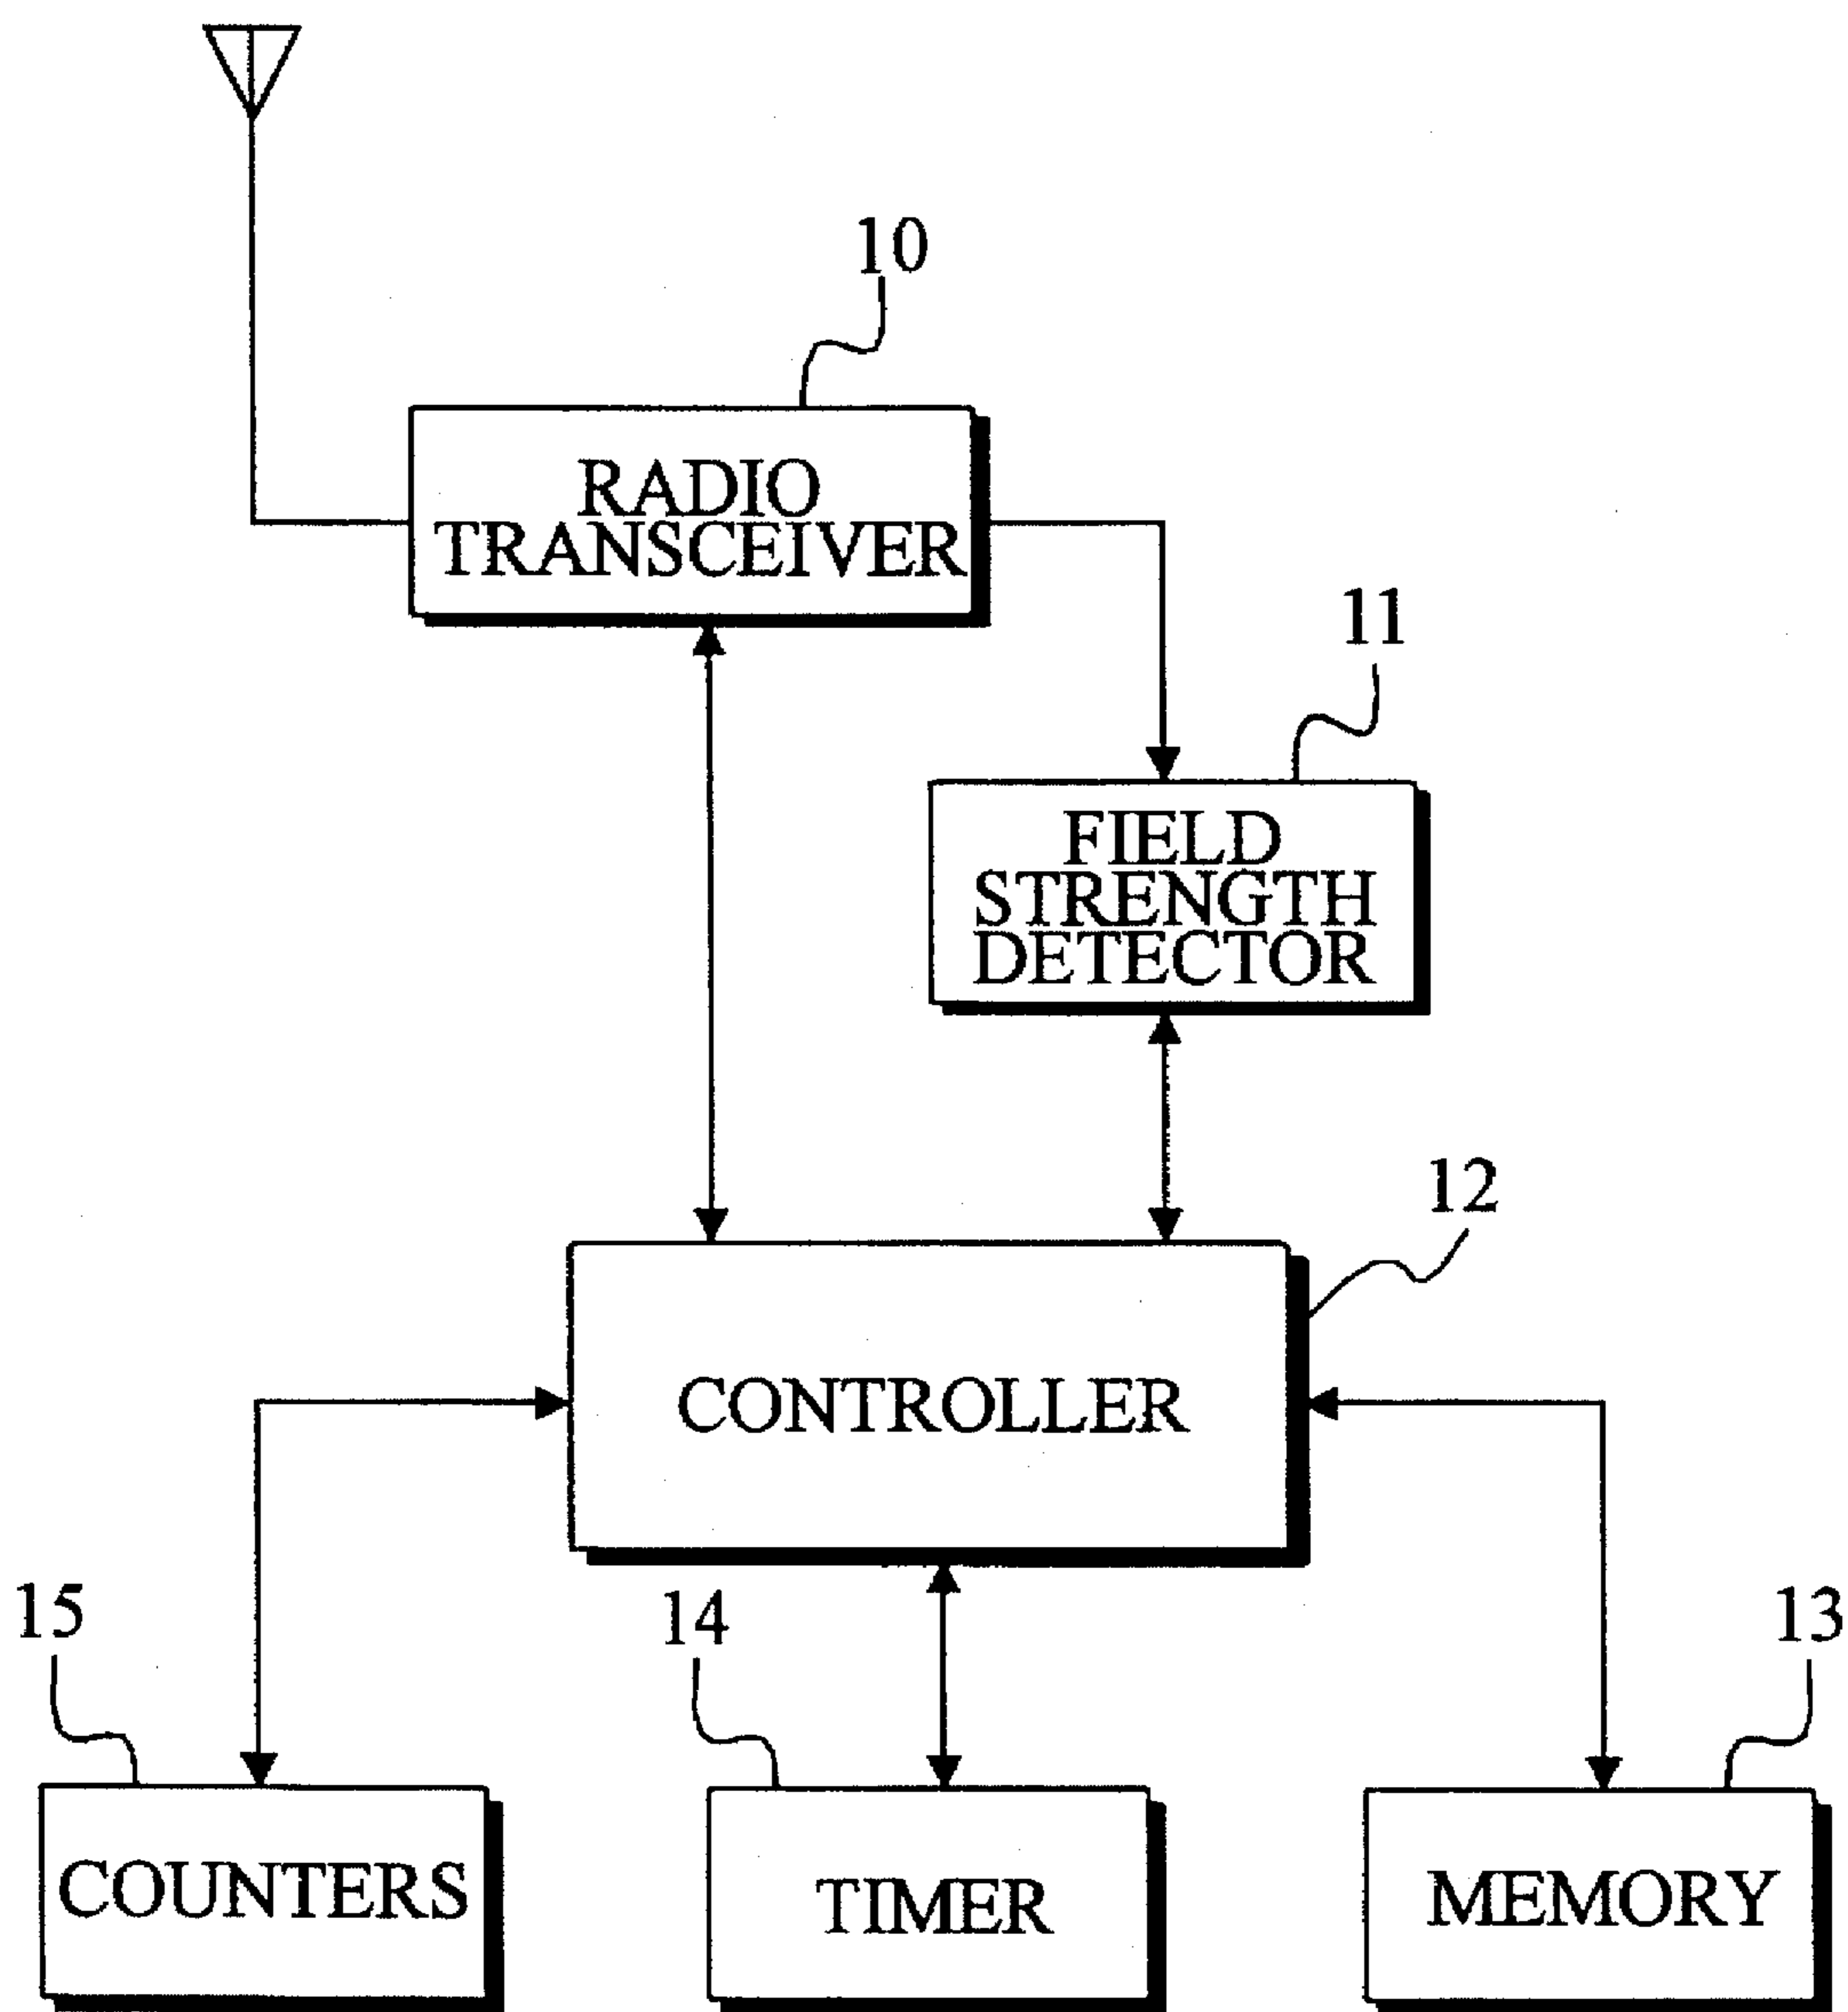 10
RADIO
TRANSCEIVER
11
FIELD
STRENGTH
DETECTOR
12
CONTROLLER
15
14
13
COUNTERS
TIMER
MEMORY